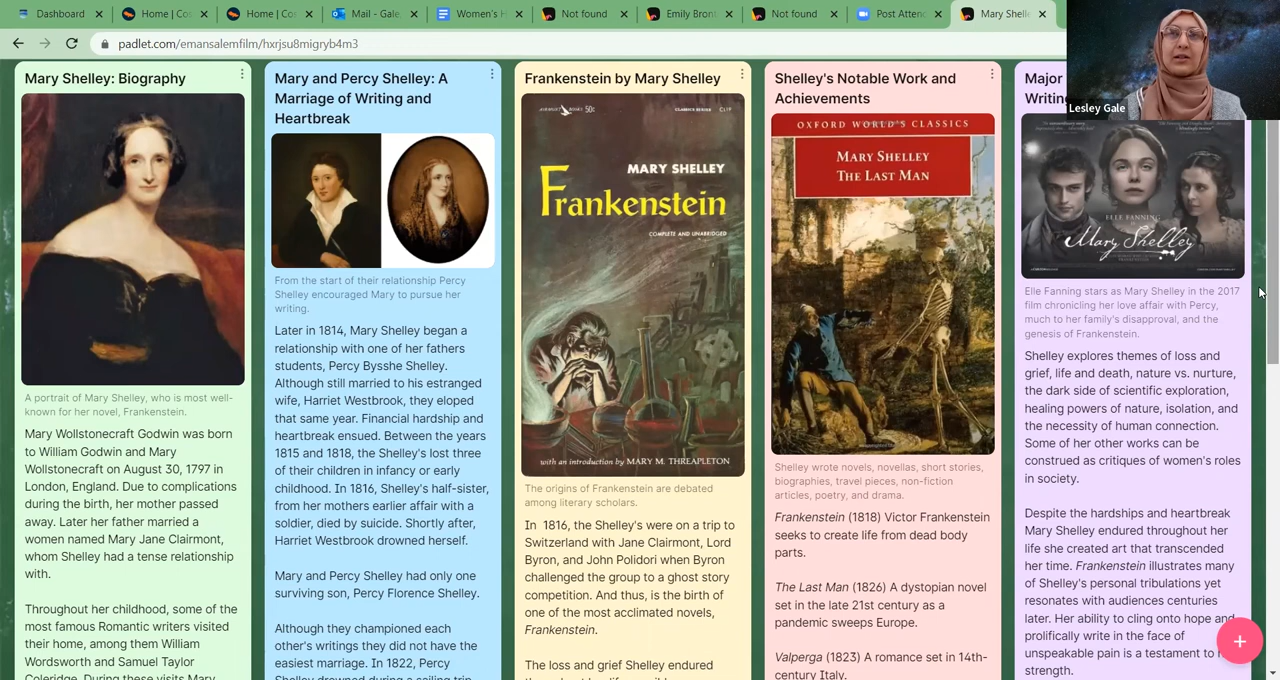 Dashboard
Home | Cos
Home | Cos
Mail - Gale,
Women's H
Not found
Emily Bront
Not found
Post Attend
Mary Shelle
padlet.com/emansalemfilm/hxrjsu8migryb4m3
Lesley Gale
Mary Shelley: Biography
A portrait of Mary Shelley, who is most well-
known for her novel, Frankenstein.
Mary Wollstonecraft Godwin was born
to William Godwin and Mary
Wollstonecraft on August 30, 1797 in
London, England. Due to complications
during the birth, her mother passed
away. Later her father married a
women named Mary Jane Clairmont,
whom Shelley had a tense relationship
with.
Throughout her childhood, some of the
most famous Romantic writers visited
their home, among them William
Wordsworth and Samuel Taylor
Coleridge. During these visits Mary
Mary and Percy Shelley: A
Marriage of Writing and
Heartbreak
From the start of their relationship Percy
Shelley encouraged Mary to pursue her
writing.
Later in 1814, Mary Shelley began a
relationship with one of her fathers
students, Percy Bysshe Shelley.
Although still married to his estranged
wife, Harriet Westbrook, they eloped
that same year. Financial hardship and
heartbreak ensued. Between the years
1815 and 1818, the Shelley's lost three
of their children in infancy or early
childhood. In 1816, Shelley's half-sister,
from her mothers earlier affair with a
soldier, died by suicide. Shortly after,
Harriet Westbrook drowned herself.
Mary and Percy Shelley had only one
surviving son, Percy Florence Shelley.
Although they championed each
other's writings they did not have the
easiest marriage. In 1822, Percy
Shelley drowned during a sailing trip
Frankenstein by Mary Shelley
50c
MARY SHELLEY
Frankenstein
COMPLETE AND UNABRIDGED
with an introduction by MARY M. THREAPLETON
The origins of Frankenstein are debated
among literary scholars.
In 1816, the Shelley's were on a trip to
Switzerland with Jane Clairmont, Lord
Byron, and John Polidori when Byron
challenged the group to a ghost story
competition. And thus, is the birth of
one of the most acclimated novels,
Frankenstein.
The loss and grief Shelley endured
Shelley's Notable Work and
Achievements
OXFORD WORLD'S CLASSICS
MARY SHELLEY
THE LAST MAN
Shelley wrote novels, novellas, short stories,
biographies, travel pieces, non-fiction
articles, poetry, and drama.
Frankenstein (1818) Victor Frankenstein
seeks to create life from dead body
parts.
The Last Man (1826) A dystopian novel
set in the late 21st century as a
pandemic sweeps Europe.
Valperga (1823) A romance set in 14th-
century Italy.
Major
Writing
ELLE FANNING
Mary Shelley
Elle Fanning stars as Mary Shelley in the 2017
film chronicling her love affair with Percy,
much to her family's disapproval, and the
genesis of Frankenstein.
Shelley explores themes of loss and
grief, life and death, nature vs. nurture,
the dark side of scientific exploration,
healing powers of nature, isolation, and
the necessity of human connection.
Some of her other works can be
construed as critiques of women's roles
in society.
Despite the hardships and heartbreak
Mary Shelley endured throughout her
life she created art that transcended
her time. Frankenstein illustrates many
of Shelley's personal tribulations yet
resonates with audiences centuries
later. Her ability to cling onto hope and
prolifically write in the face of
unspeakable pain is a testament to
strength.